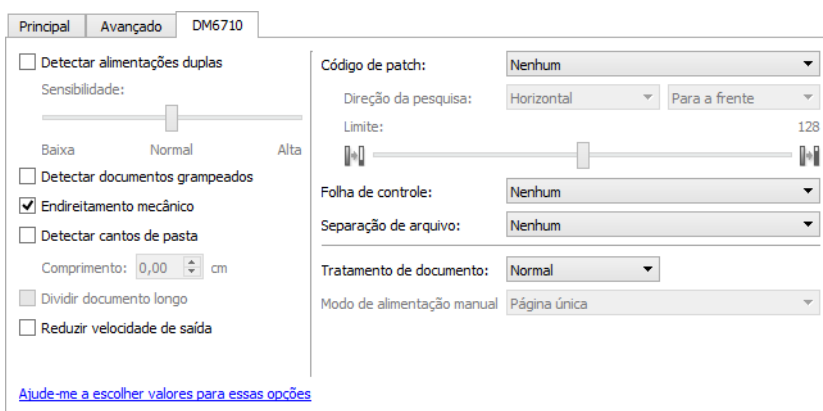 Principal Avançado DM6710
Detectar alimentações duplas
Sensibilidade:
Baixa Normal Alta
Detectar documentos grampeados
Endireitamento mecânico
Detectar cantos de pasta
Comprimento: 0,00 cm
Dividir documento longo
Reduzir velocidade de saída
Ajude-me a escolher valores para essas opções
Código de patch: Nenhum
Direção da pesquisa: Horizontal Para a frente
Limite: 128
Folha de controle: Nenhum
Separação de arquivo: Nenhum
Tratamento de documento: Normal
Modo de alimentação manual Página única